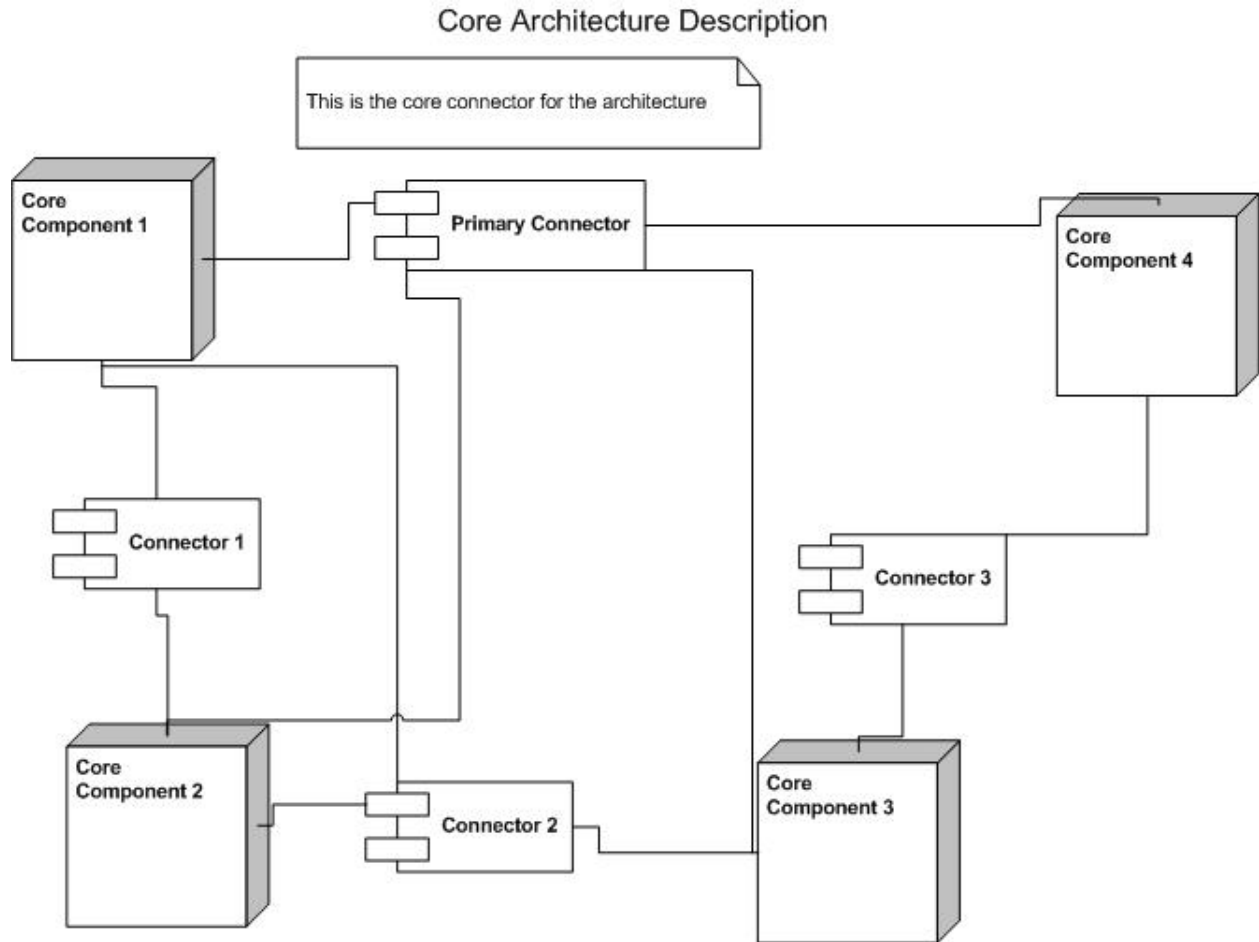 Core Architecture Description
This is the core connector for the architecture
Core
Component 1
Primary Connector
Core
Component 4
Connector 1
Connector 3
Core
Component 2
Connector 2
Core
Component 3